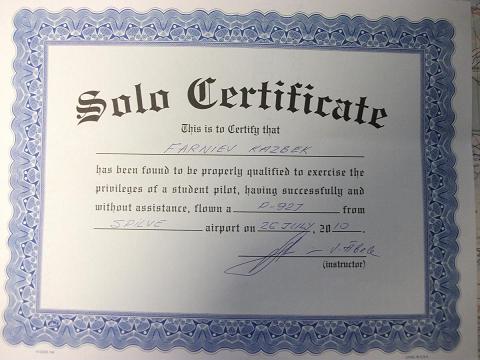 Solo Certificate
This is to Certify that
FARNIEV KAZBEK
has been found to be properly qualified to exercise the
privileges of a student pilot, having successfully and
without assistance, flown a P-92J from
SPILVE airport on 26 JULY, 2010.
V. Ābele
(instructor)